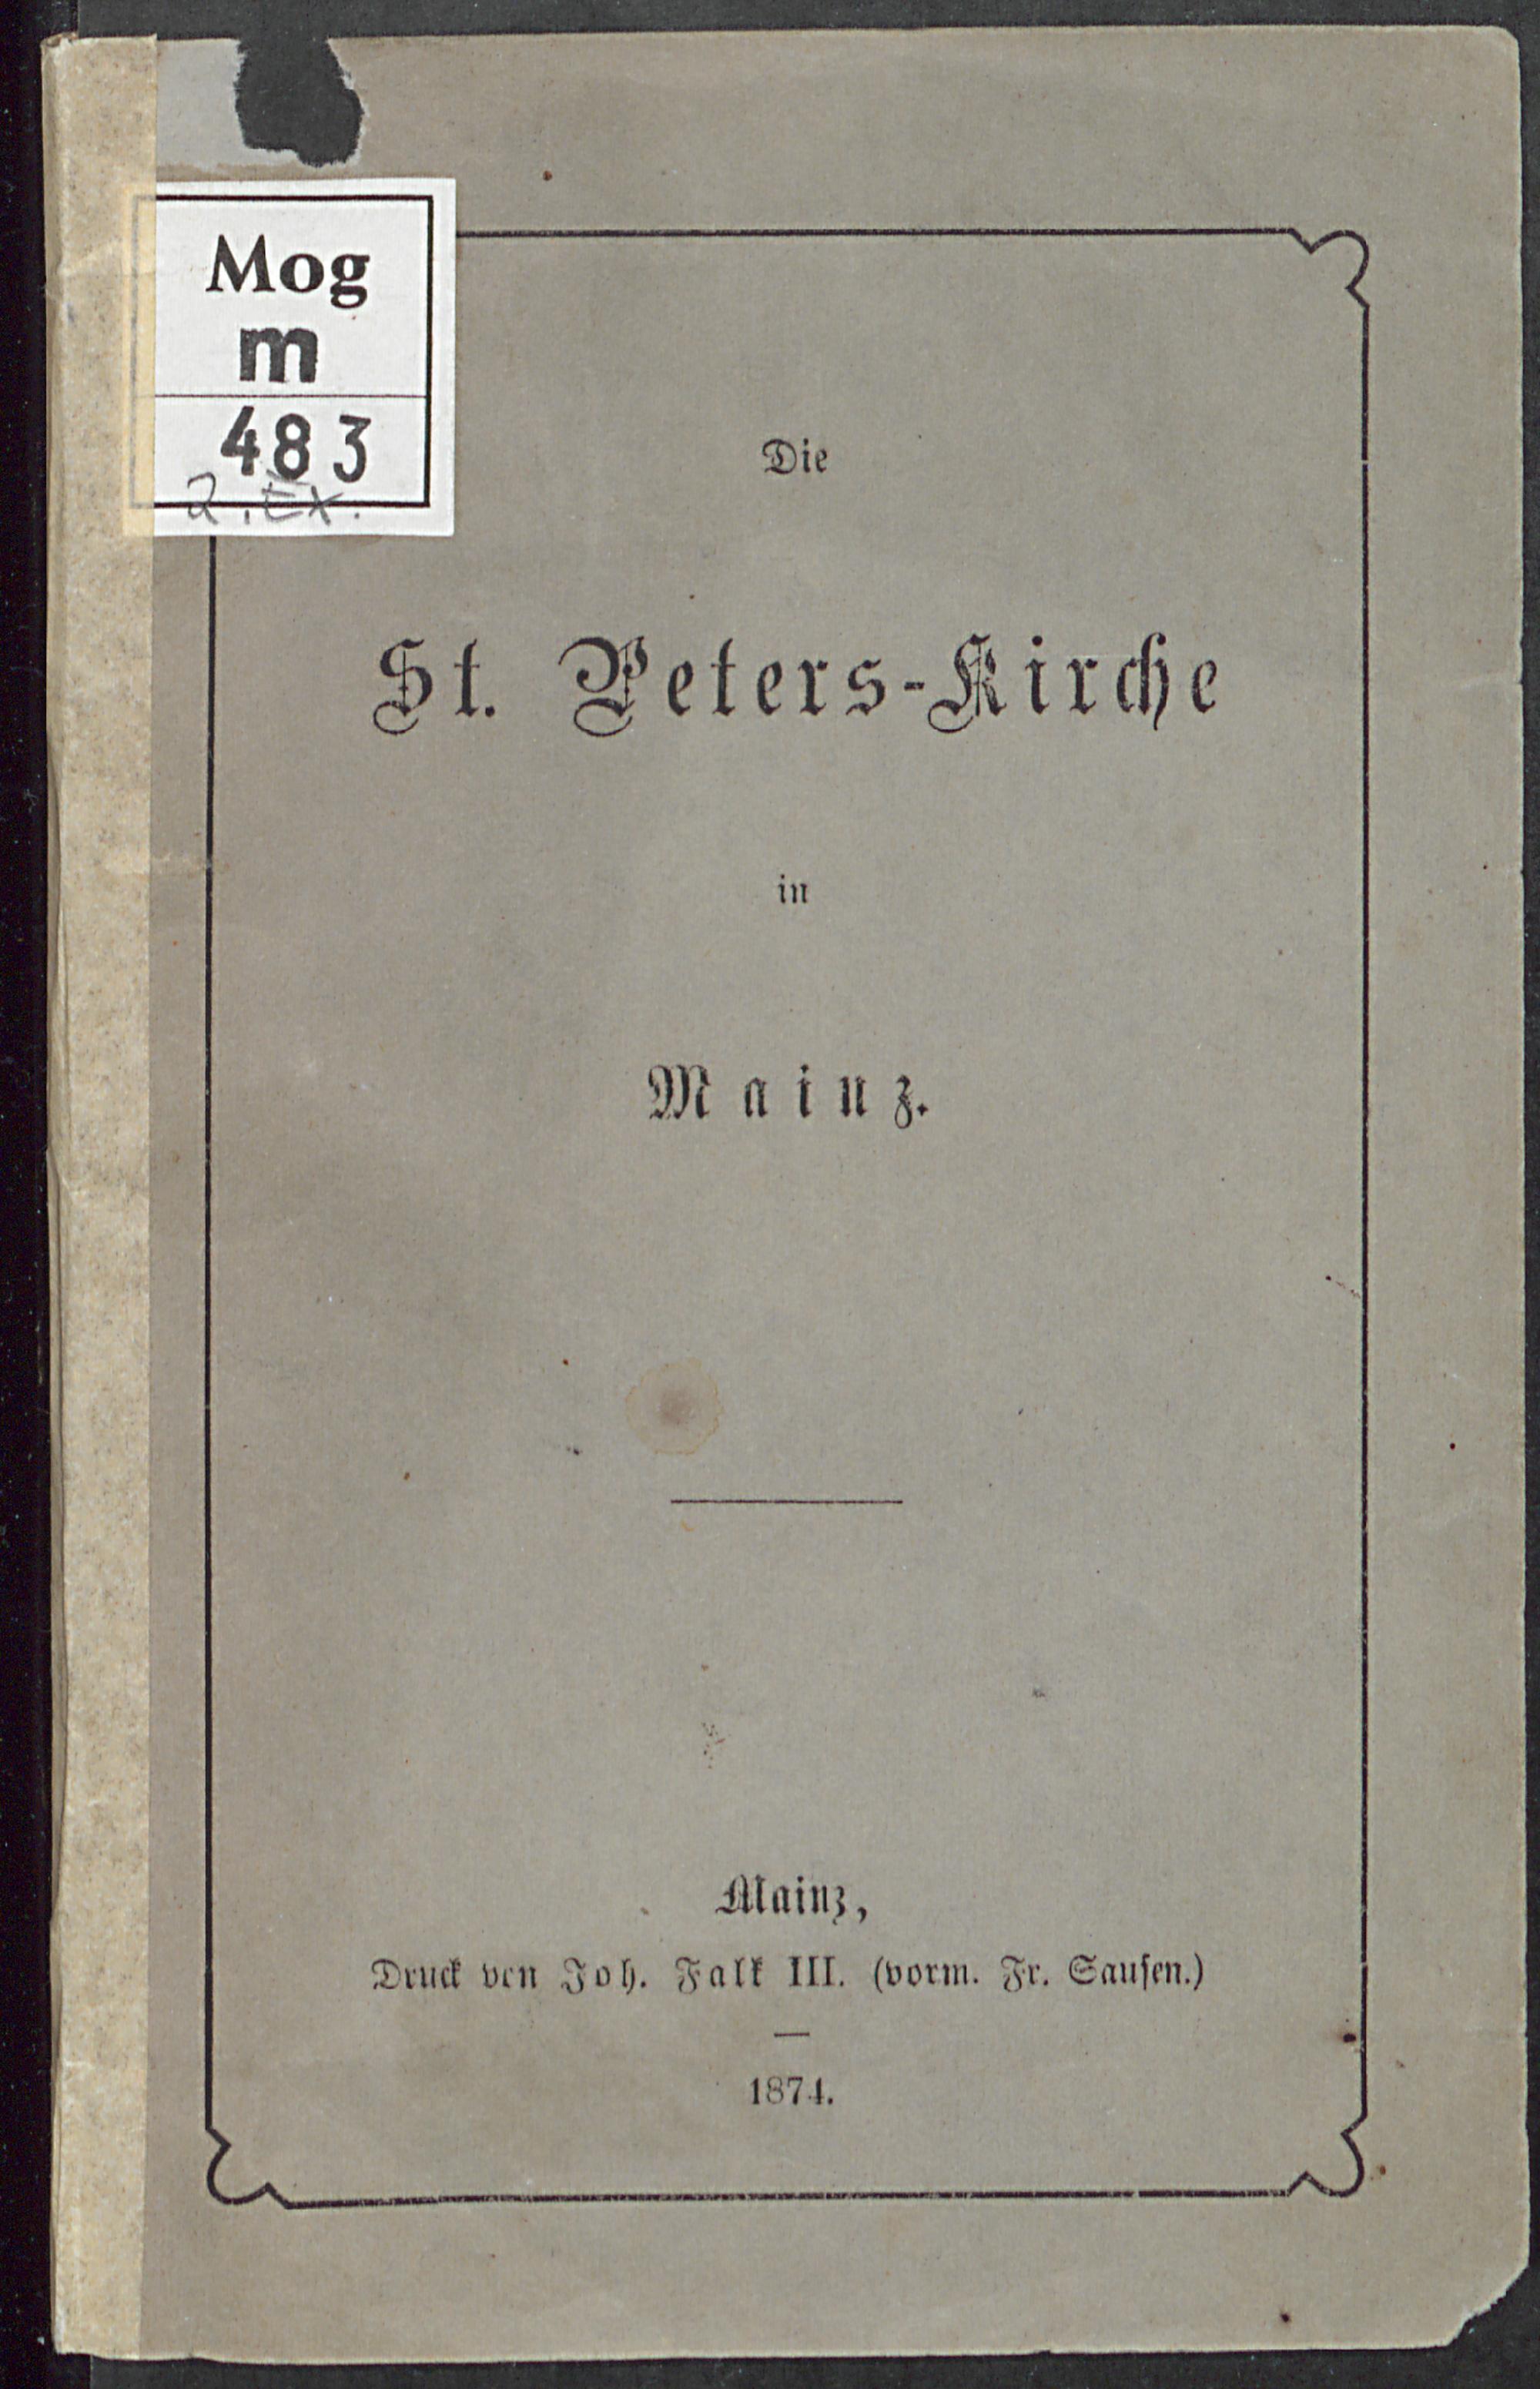 Mog
m
483
2. Ex.
Die
St. Peters-Kirche
in
Mainz.
Mainz,
Druck von Joh. Falk III. (vorm. Fr. Sausen.)
1874.